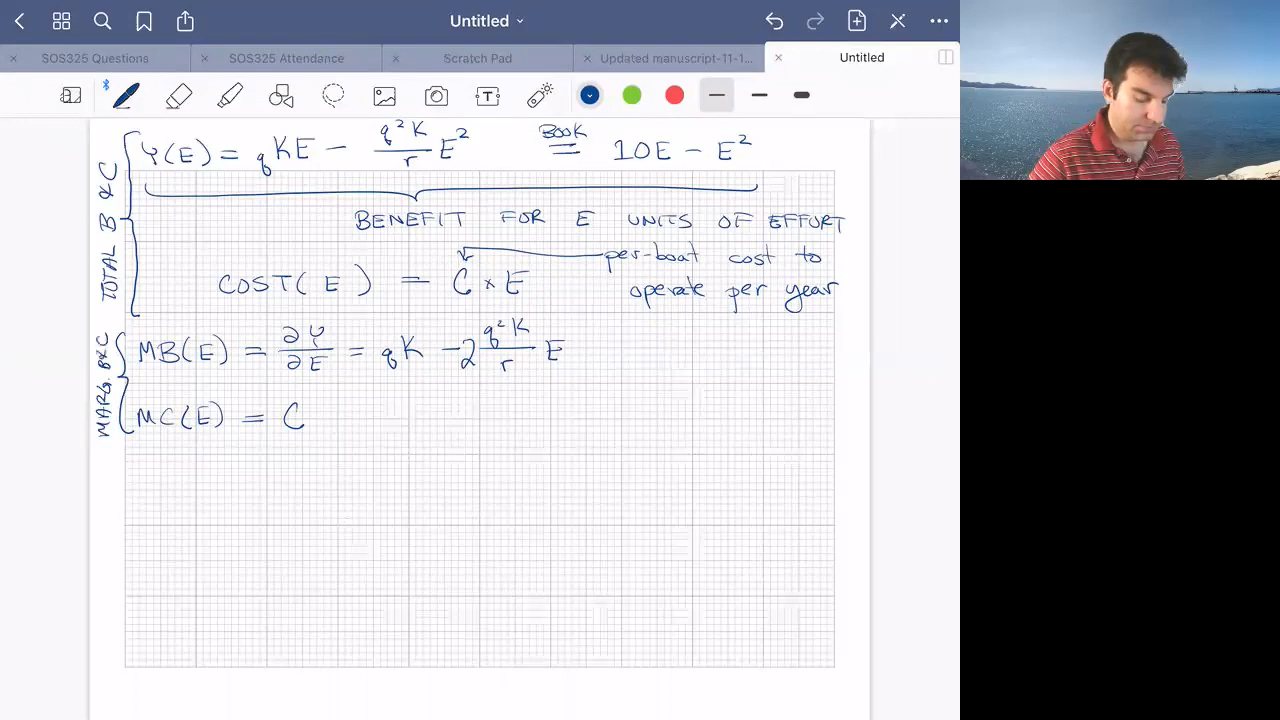 Untitled
SOS325 Questions
SOS325 Attendance
Scratch Pad
Updated manuscript-11-1...
Untitled
Y(E) = qKE - q²K/r E² BOOK = 10E - E²
BENEFIT FOR E UNITS OF EFFORT
per-boat cost to
COST(E) = C × E operate per year
TOTAL B & C
MB(E) = ∂Y/∂E = qK - 2 q²K/r E
MC(E) = C
MARG. B&C